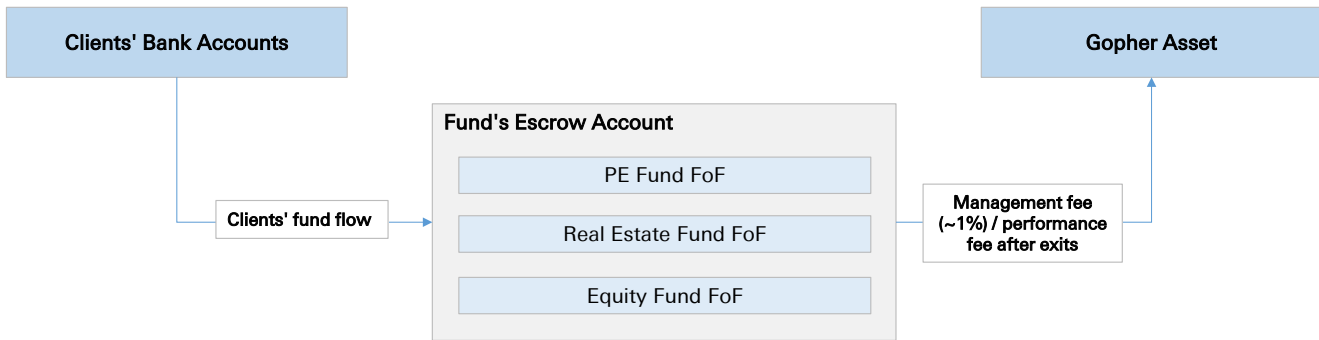 Clients' Bank Accounts
Gopher Asset
Fund's Escrow Account
PE Fund FoF
Clients' fund flow
Real Estate Fund FoF
Management fee
(~1%) / performance
fee after exits
Equity Fund FoF